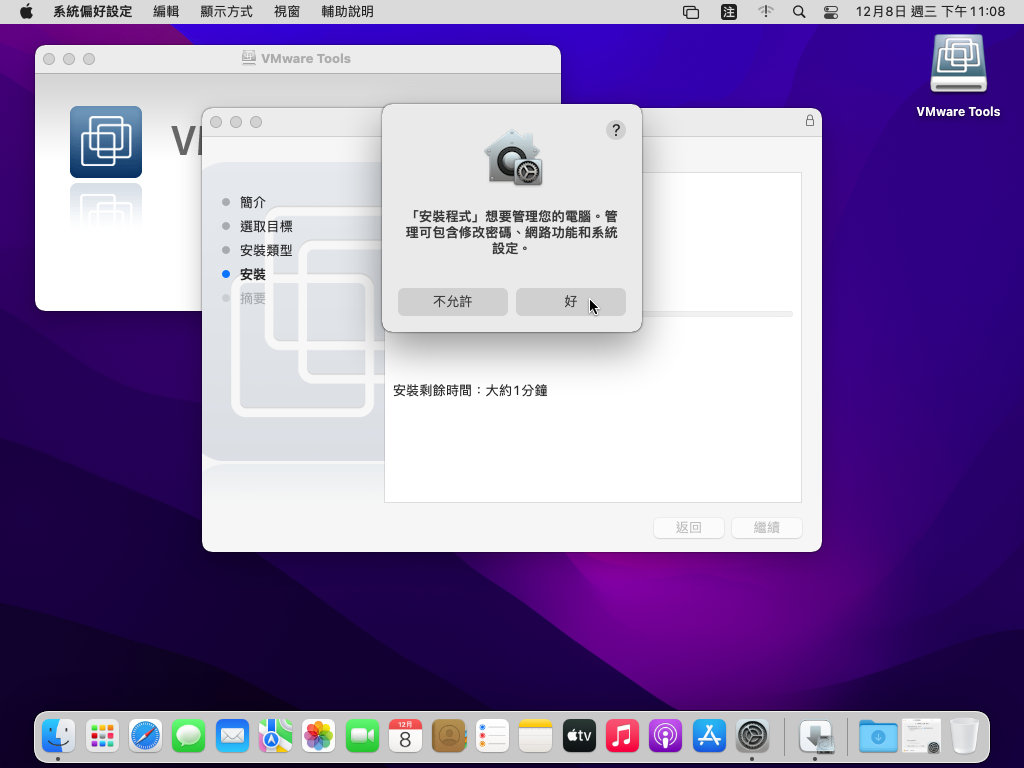 系統偏好設定 編輯 顯示方式 視窗 輔助說明 注 12月8日 週三 下午11:08
VMware Tools
VMware Tools
?
「安裝程式」想要管理您的電腦。管
理可包含修改密碼、網路功能和系統
設定。
不允許 好
簡介
選取目標
安裝類型
安裝
摘要
安裝剩餘時間：大約1分鐘
返回 繼續
12月
8
tv